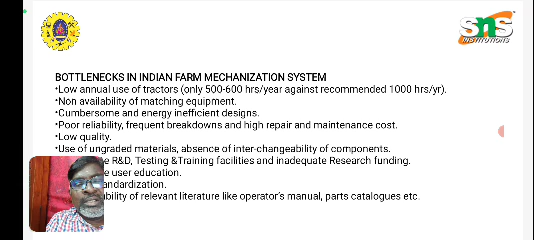 SNS
INSTITUTIONS
BOTTLENECKS IN INDIAN FARM MECHANIZATION SYSTEM
•Low annual use of tractors (only 500-600 hrs/year against recommended 1000 hrs/yr).
•Non availability of matching equipment.
•Cumbersome and energy inefficient designs.
•Poor reliability, frequent breakdowns and high repair and maintenance cost.
•Low quality.
•Use of ungraded materials, absence of inter-changeability of components.
R&D, Testing &Training facilities and inadequate Research funding.
user education.
of relevant literature like operator's manual, parts catalogues etc.